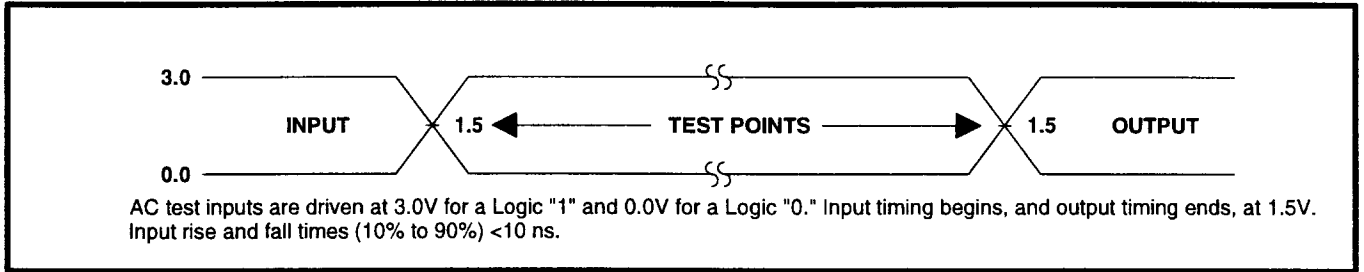 3.0
INPUT 1.5 TEST POINTS 1.5 OUTPUT
0.0
AC test inputs are driven at 3.0V for a Logic "1" and 0.0V for a Logic "0." Input timing begins, and output timing ends, at 1.5V.
Input rise and fall times (10% to 90%) <10 ns.